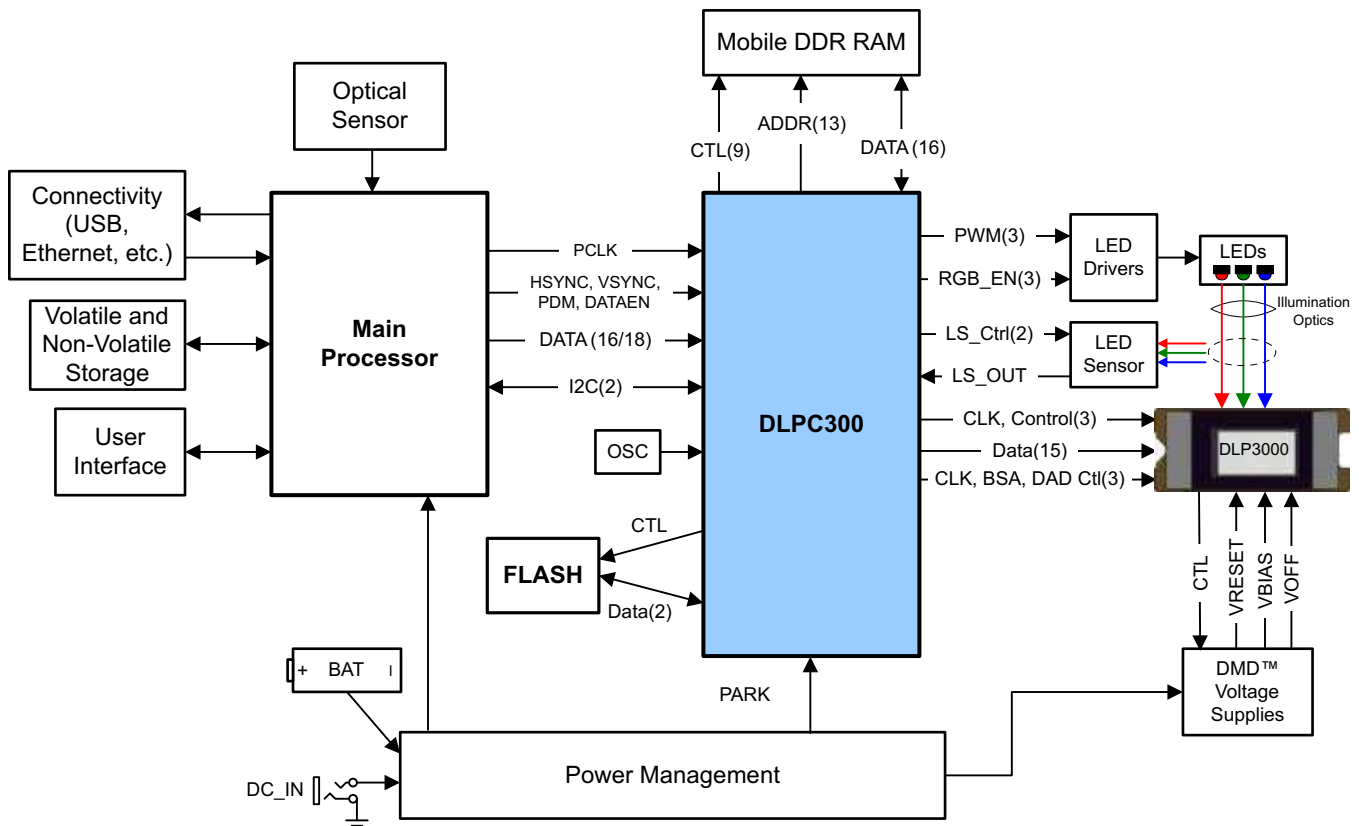 Mobile DDR RAM
Optical
Sensor
CTL(9)
ADDR(13)
DATA (16)
Connectivity
(USB,
Ethernet, etc.)
Volatile and
Non-Volatile
Storage
User
Interface
Main
Processor
PCLK
HSYNC, VSYNC,
PDM, DATAEN
DATA (16/18)
I2C(2)
OSC
CTL
FLASH
Data(2)
DLPC300
PWM(3)
RGB_EN(3)
LS_Ctrl(2)
LS_OUT
CLK, Control(3)
Data(15)
CLK, BSA, DAD Ctl(3)
LED
Drivers
LEDs
Illumination
Optics
LED
Sensor
DLP3000
CTL
VRESET
VBIAS
VOFF
DMD™
Voltage
Supplies
+ BAT I
PARK
DC_IN
Power Management